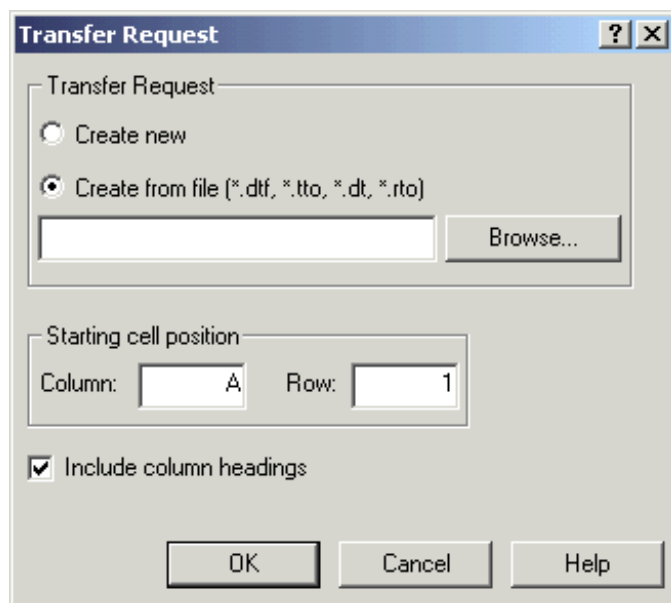 Transfer Request
Transfer Request
Create new
Create from file (*.dtf, *.tto, *.dt, *.rto)
Browse...
Starting cell position
Column: A Row: 1
Include column headings
OK Cancel Help